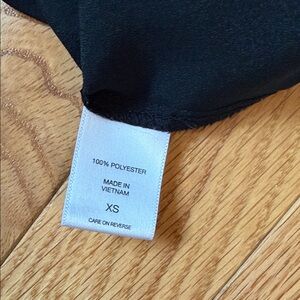 100% POLYESTER
MADE IN
VIETNAM
XS
CARE ON REVERSE